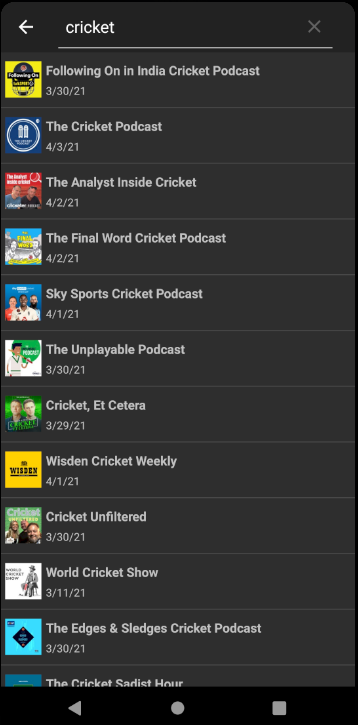 cricket
Following On in India Cricket Podcast
3/30/21
The Cricket Podcast
4/3/21
The Analyst Inside Cricket
4/2/21
The Final Word Cricket Podcast
4/2/21
Sky Sports Cricket Podcast
4/1/21
The Unplayable Podcast
3/30/21
Cricket, Et Cetera
3/29/21
WISDEN
Wisden Cricket Weekly
4/1/21
Cricket Unfiltered
3/30/21
World Cricket Show
3/11/21
The Edges & Sledges Cricket Podcast
3/30/21
The Cricket Sadist Hour